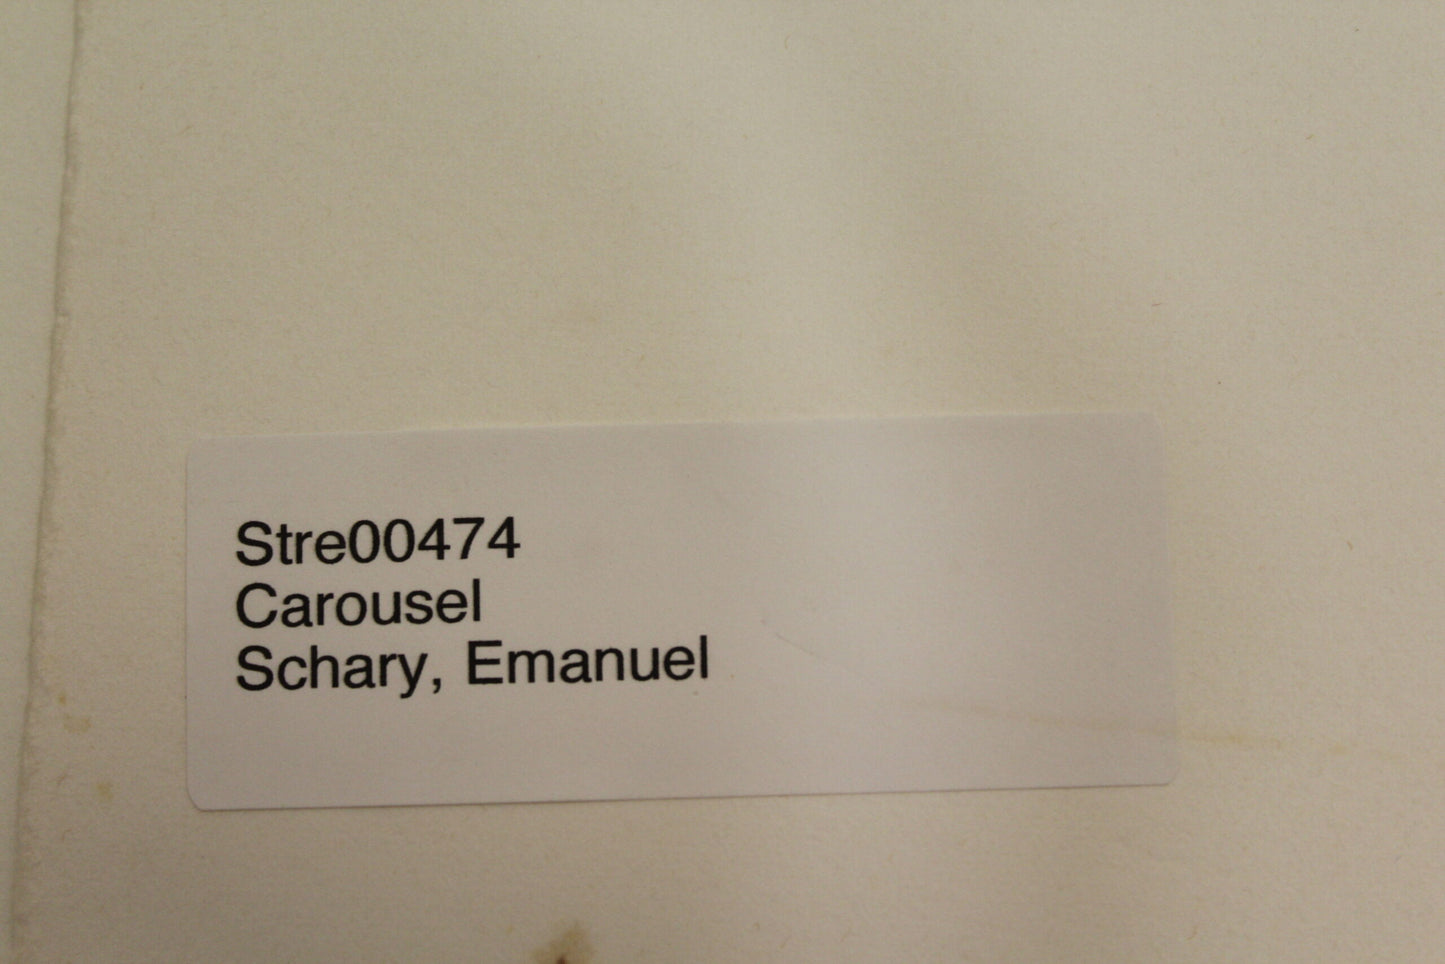 Stre00474
Carousel
Schary, Emanuel